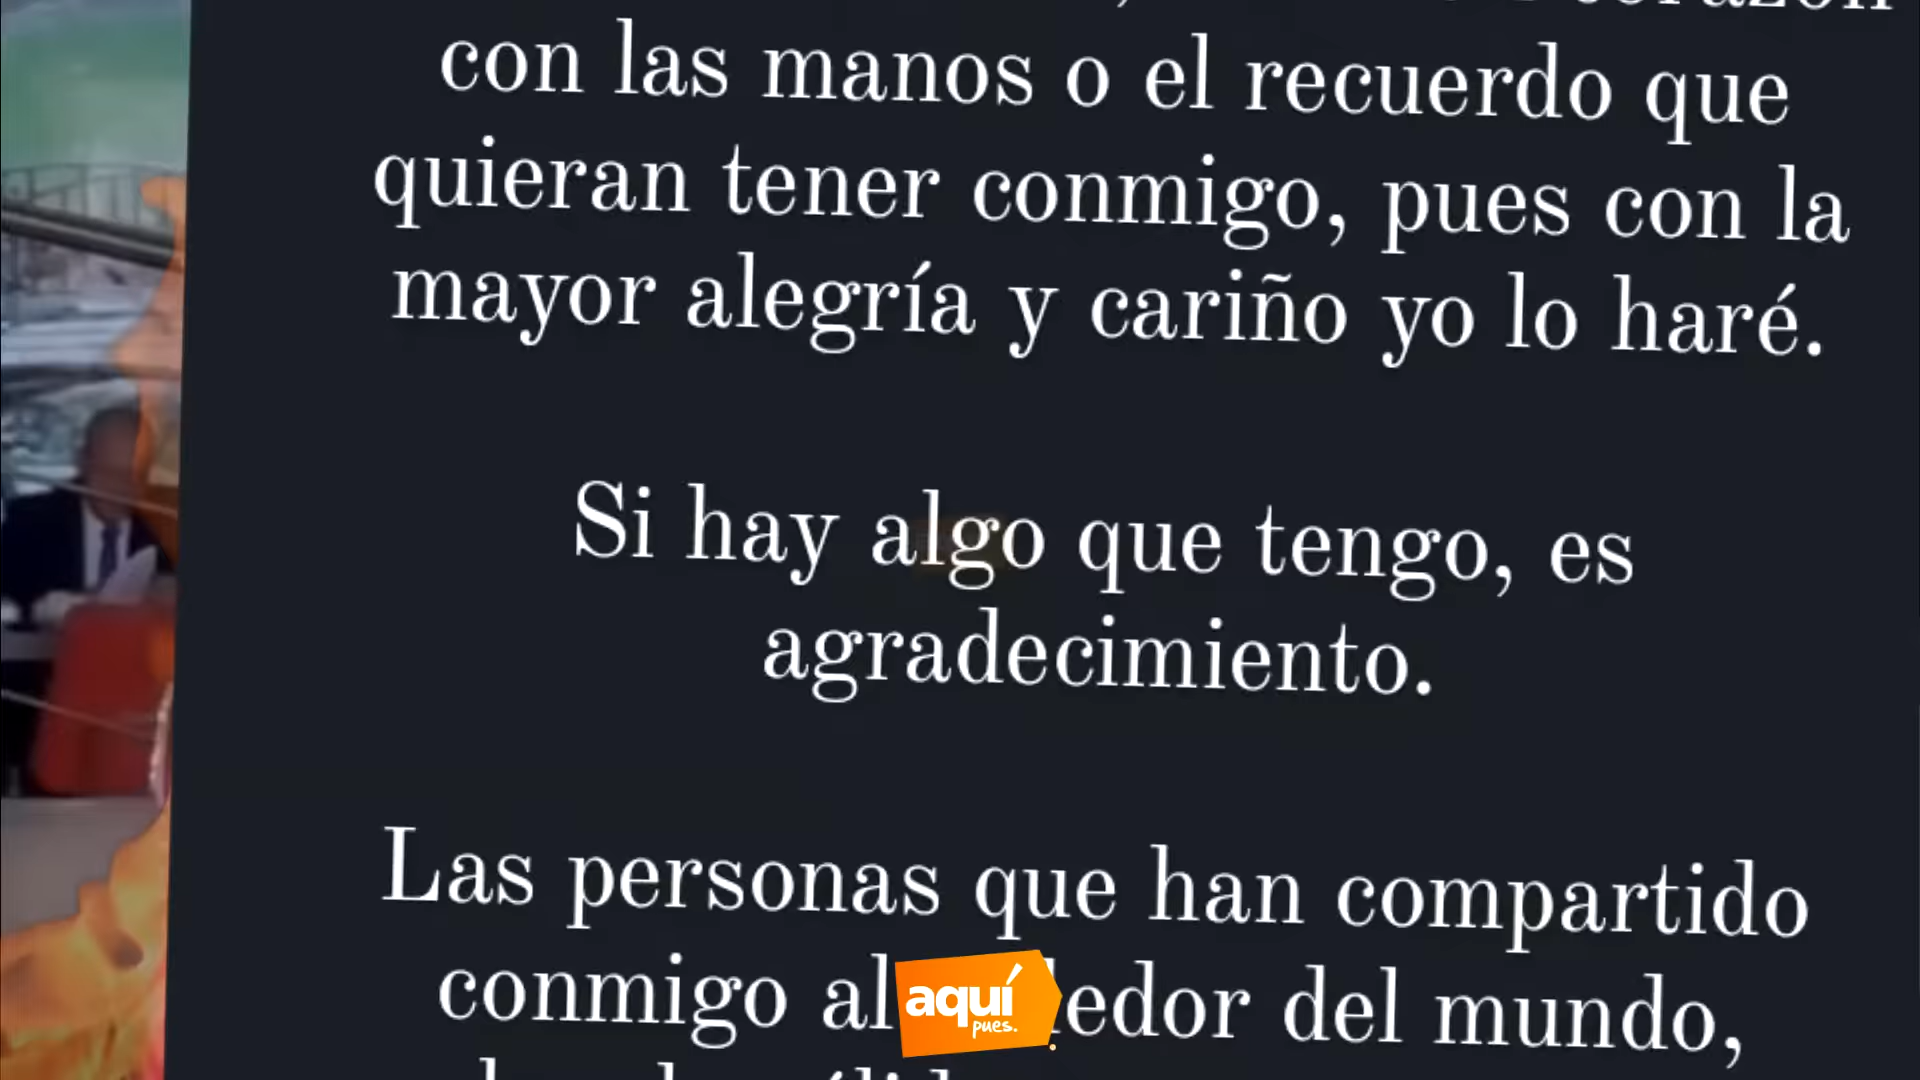 corazón
con las manos o el recuerdo que
quieran tener conmigo, pues con la
mayor alegría y cariño yo lo haré.
Si hay algo que tengo, es
agradecimiento.
Las personas que han compartido
conmigo al edor del mundo,
aquí
pues.